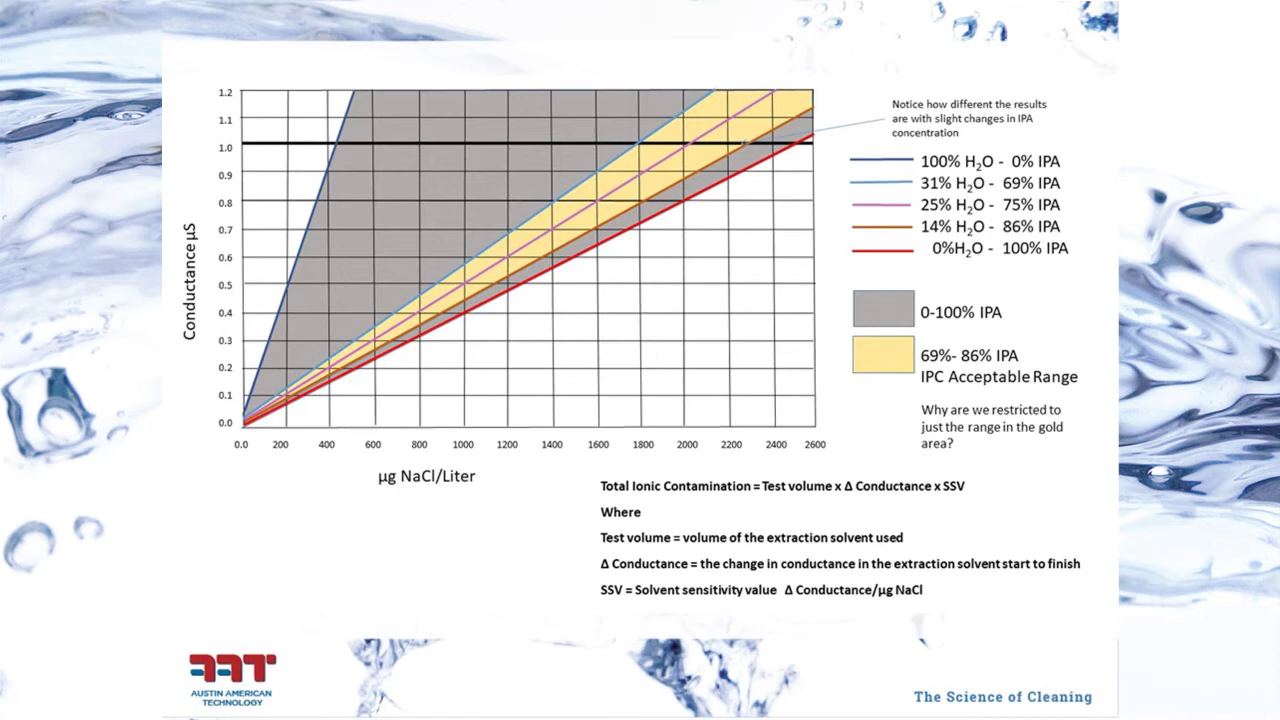 1.2
1.1
1.0
0.9
0.8
0.7
0.6
0.5
0.4
0.3
0.2
0.1
0.0
Conductance µS
0.0 200 400 600 800 1000 1200 1400 1600 1800 2000 2200 2400 2600
µg NaCl/Liter
Notice how different the results
are with slight changes in IPA
concentration
100% H₂O - 0% IPA
31% H₂O - 69% IPA
25% H₂O - 75% IPA
14% H₂O - 86% IPA
0%H₂O - 100% IPA
0-100% IPA
69%- 86% IPA
IPC Acceptable Range
Why are we restricted to
just the range in the gold
area?
Total Ionic Contamination = Test volume x Δ Conductance x SSV
Where
Test volume = volume of the extraction solvent used
Δ Conductance = the change in conductance in the extraction solvent start to finish
SSV = Solvent sensitivity value Δ Conductance/µg NaCl
AAT
AUSTIN AMERICAN
TECHNOLOGY
The Science of Cleaning